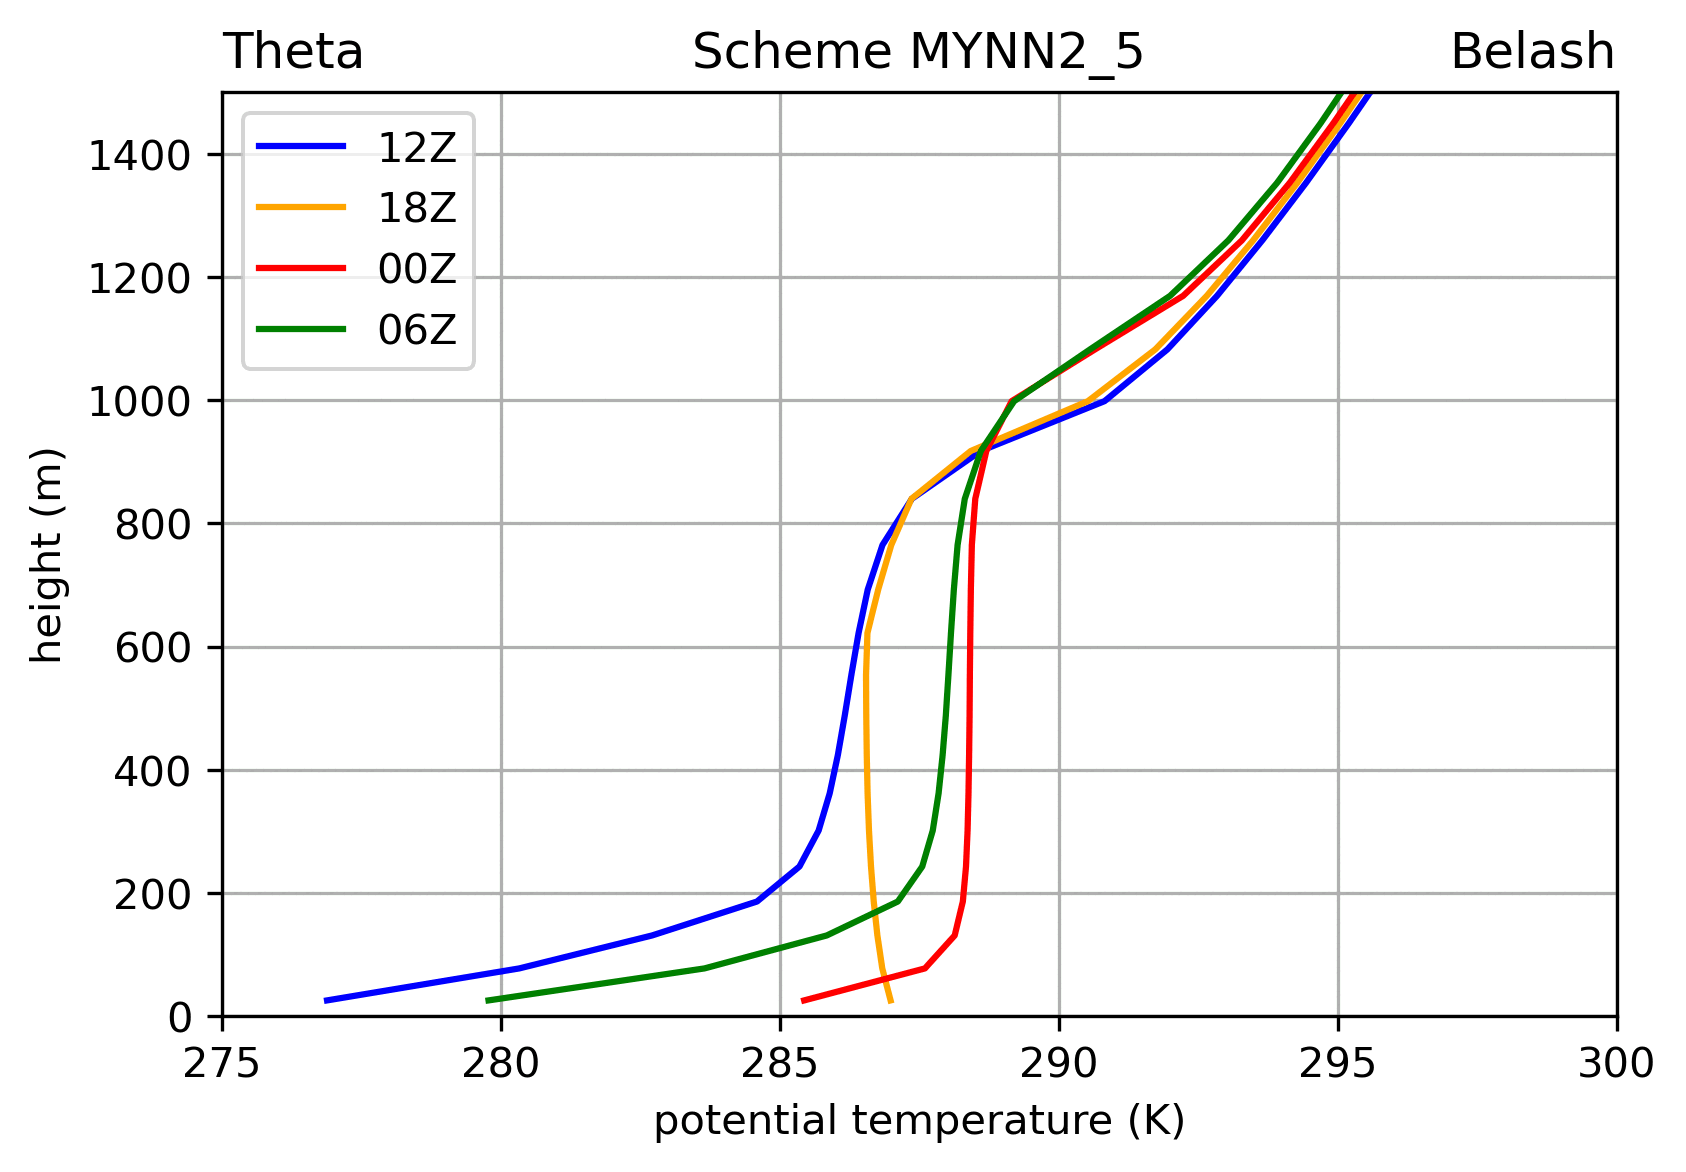 Theta Scheme MYNN2_5 Belash
12Z
18Z
00Z
06Z
1400
1200
1000
800
600
400
200
0
height (m)
275 280 285 290 295 300
potential temperature (K)